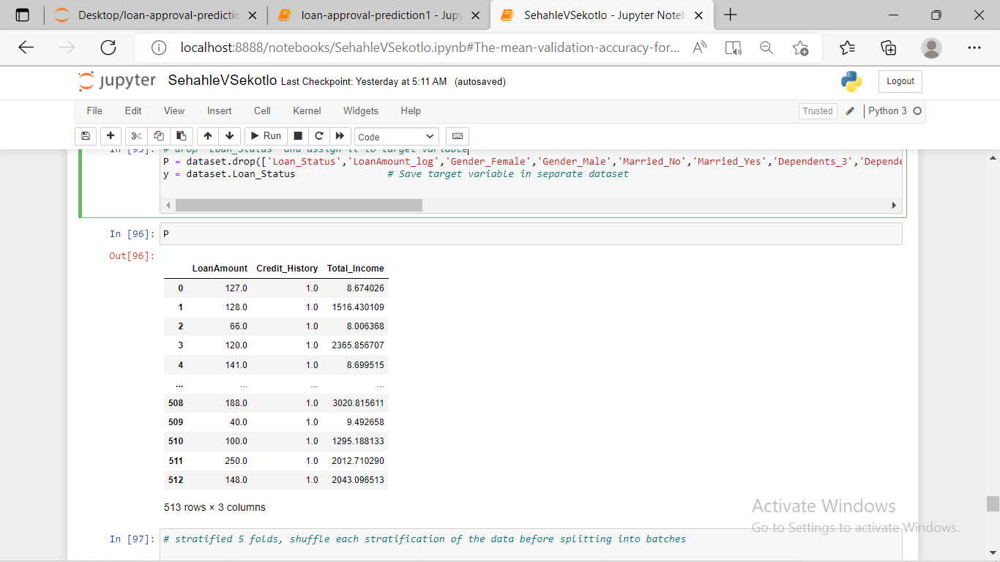 Desktop/loan-approval-predictio
loan-approval-prediction1 - Jupy
SehahleVSekotlo - Jupyter Noteb
localhost:8888/notebooks/SehahleVSekotlo.ipynb#The-mean-validation-accuracy-for...
jupyter SehahleVSekotlo Last Checkpoint: Yesterday at 5:11 AM (autosaved)
Logout
File Edit View Insert Cell Kernel Widgets Help
Trusted Python 3
Run Code
In [95]: # drop "Loan_Status" and assign it to target variable
P = dataset.drop(['Loan_Status','LoanAmount_log','Gender_Female','Gender_Male','Married_No','Married_Yes','Dependents_3','Depende
y = dataset.Loan_Status # Save target variable in separate dataset
In [96]: P
Out[96]:
LoanAmount Credit_History Total_Income
0 127.0 1.0 8.674026
1 128.0 1.0 1516.430109
2 66.0 1.0 8.006368
3 120.0 1.0 2365.856707
4 141.0 1.0 8.699515
... ... ... ...
508 188.0 1.0 3020.815611
509 40.0 1.0 9.492658
510 100.0 1.0 1295.188133
511 250.0 1.0 2012.710290
512 148.0 1.0 2043.096513
513 rows × 3 columns
Activate Windows
Go to Settings to activate Windows.
In [97]: # stratified 5 folds, shuffle each stratification of the data before splitting into batches